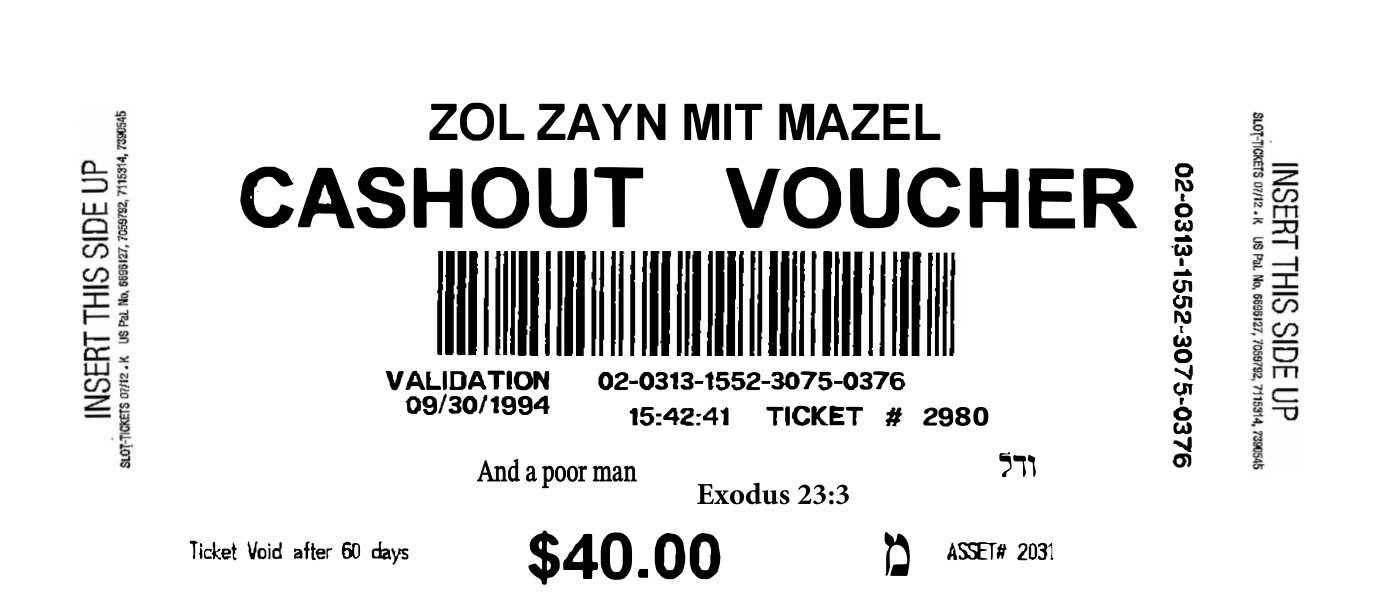 ZOL ZAYN MIT MAZEL
CASHOUT VOUCHER
INSERT THIS SIDE UP
SLOT-TICKETS 07/12 - K US Pat. No. 6696127, 7059792, 7115314, 7390545
VALIDATION 02-0313-1552-3075-0376
09/30/1994 15:42:41 TICKET # 2980
And a poor man
ודל
Exodus 23:3
Ticket Void after 60 days $40.00 מ ASSET# 2031
02-0313-1552-3075-0376
SLOT-TICKETS 07/12 - K US Pat. No. 6696127, 7059792, 7115314, 7390545
INSERT THIS SIDE UP